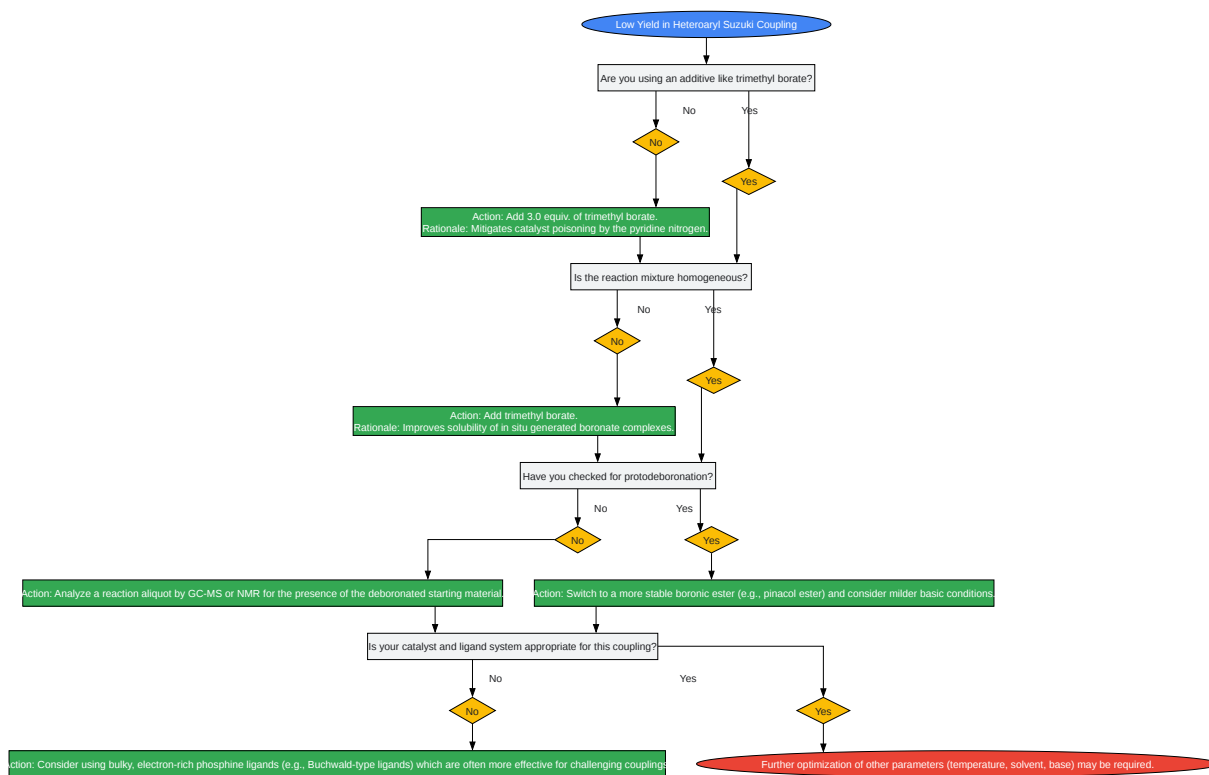 Low Yield in Heteroaryl Suzuki Coupling
Are you using an additive like trimethyl borate?
No
Yes
No
Yes
Action: Add 3.0 equiv. of trimethyl borate.
Rationale: Mitigates catalyst poisoning by the pyridine nitrogen.
Is the reaction mixture homogeneous?
No
Yes
No
Yes
Action: Add trimethyl borate.
Rationale: Improves solubility of in situ generated boronate complexes.
Have you checked for protodeboronation?
No
Yes
No
Yes
Action: Analyze a reaction aliquot by GC-MS or NMR for the presence of the deboronated starting material.
Action: Switch to a more stable boronic ester (e.g., pinacol ester) and consider milder basic conditions.
Is your catalyst and ligand system appropriate for this coupling?
No
Yes
No
Yes
Action: Consider using bulky, electron-rich phosphine ligands (e.g., Buchwald-type ligands) which are often more effective for challenging couplings
Further optimization of other parameters (temperature, solvent, base) may be required.